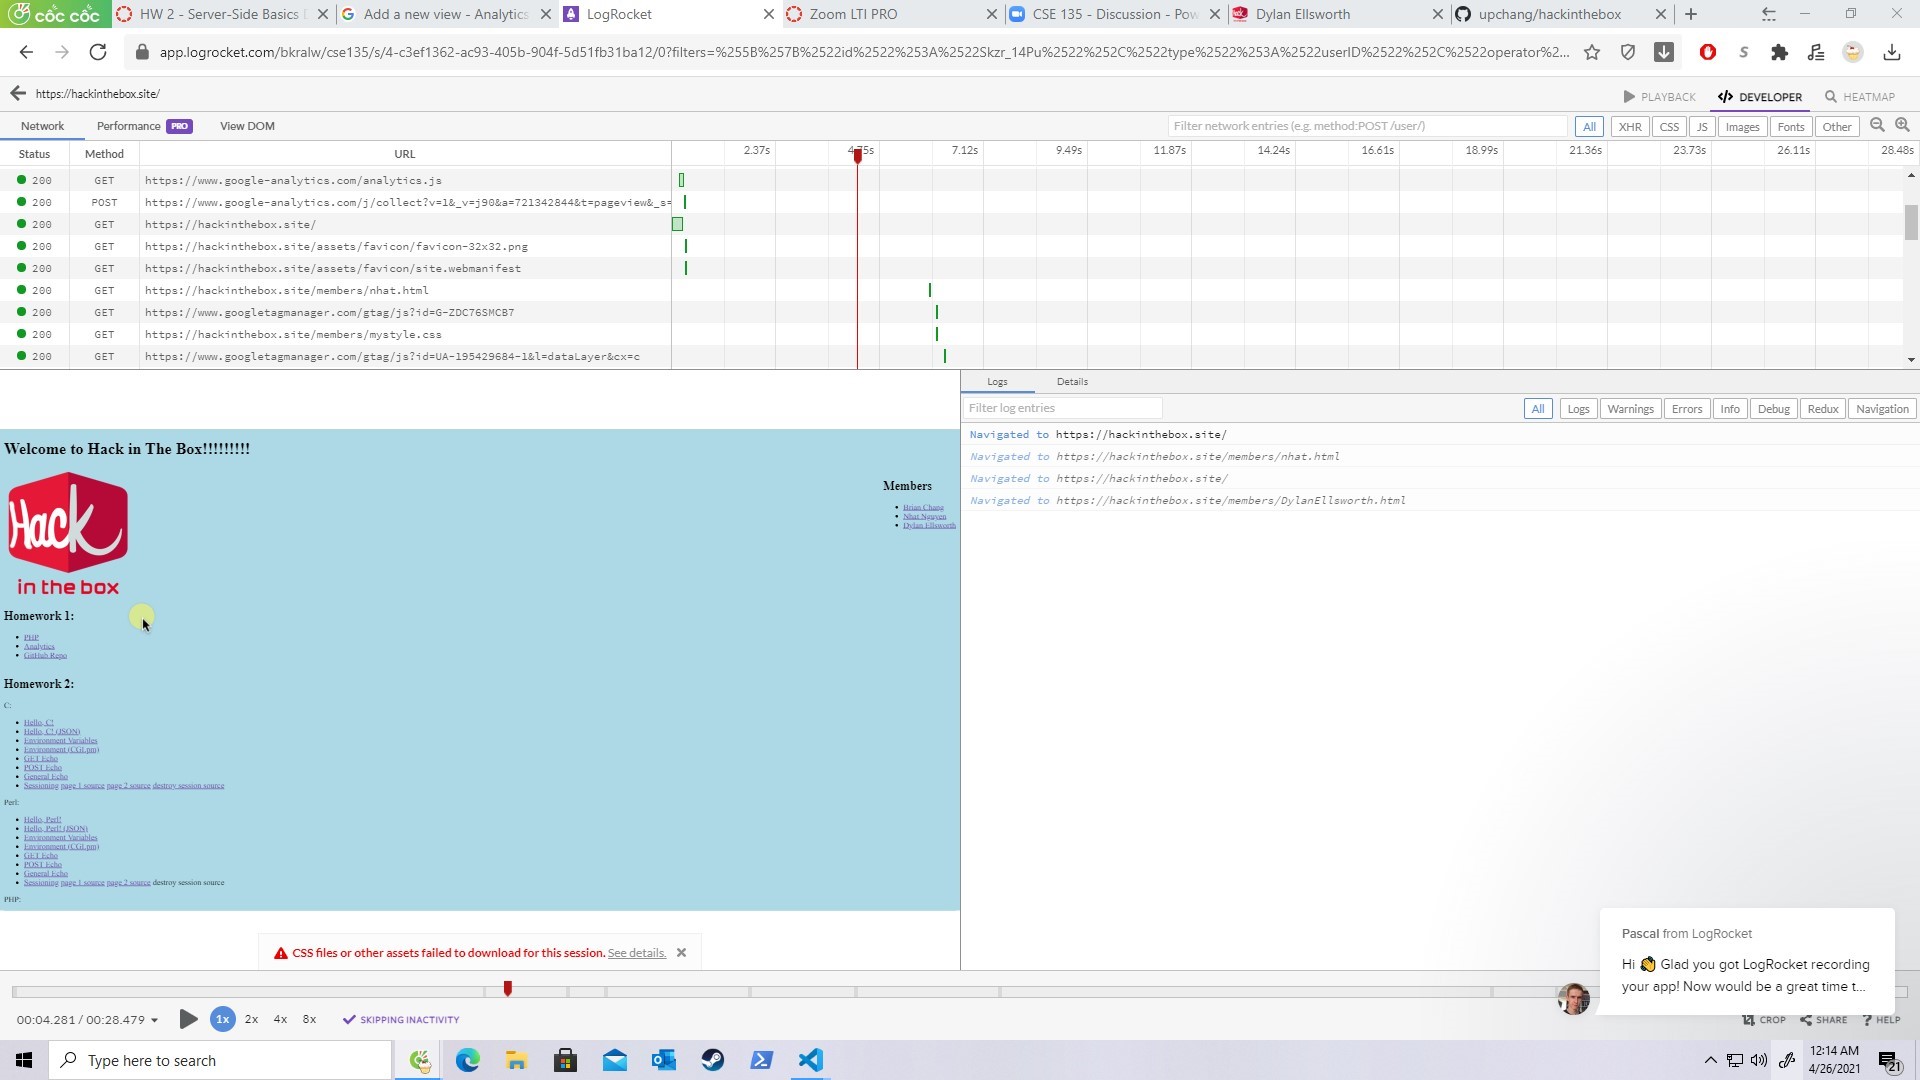 cốc cốc
HW 2 - Server-Side Basics
Add a new view - Analytics
LogRocket
Zoom LTI PRO
CSE 135 - Discussion - Pow
Dylan Ellsworth
upchang/hackinthebox
app.logrocket.com/bkralw/cse135/s/4-c3ef1362-ac93-405b-904f-5d51fb31ba12/0?filters=%255B%257B%2522id%2522%253A%2522Skzr_14Pu%2522%252C%2522type%2522%253A%2522userID%2522%252C%2522operator%2...
https://hackinthebox.site/
PLAYBACK
DEVELOPER
HEATMAP
Network
Performance PRO
View DOM
Filter network entries (e.g. method:POST /user/)
All XHR CSS JS Images Fonts Other
Status Method URL 2.37s 4.75s 7.12s 9.49s 11.87s 14.24s 16.61s 18.99s 21.36s 23.73s 26.11s 28.48s
200 GET https://www.google-analytics.com/analytics.js
200 POST https://www.google-analytics.com/j/collect?v=1&_v=j90&a=721342844&t=pageview&_s=
200 GET https://hackinthebox.site/
200 GET https://hackinthebox.site/assets/favicon/favicon-32x32.png
200 GET https://hackinthebox.site/assets/favicon/site.webmanifest
200 GET https://hackinthebox.site/members/nhat.html
200 GET https://www.googletagmanager.com/gtag/js?id=G-ZDC76SMCB7
200 GET https://hackinthebox.site/members/mystyle.css
200 GET https://www.googletagmanager.com/gtag/js?id=UA-195429684-1&l=dataLayer&cx=c
Logs Details
Filter log entries
All Logs Warnings Errors Info Debug Redux Navigation
Navigated to https://hackinthebox.site/
Navigated to https://hackinthebox.site/members/nhat.html
Navigated to https://hackinthebox.site/
Navigated to https://hackinthebox.site/members/DylanEllsworth.html
Welcome to Hack in The Box!!!!!!!!!
Hack
in the box
Members
Brian Chang
Nhat Nguyen
Dylan Ellsworth
Homework 1:
PHP
Analytics
GitHub Repo
Homework 2:
C:
Hello, C!
Hello, C! (JSON)
Environment Variables
Environment (CGI.pm)
GET Echo
POST Echo
General Echo
Sessioning page 1 source page 2 source destroy session source
Perl:
Hello, Perl!
Hello, Perl! (JSON)
Environment Variables
Environment (CGI.pm)
GET Echo
POST Echo
General Echo
Sessioning page 1 source page 2 source destroy session source
PHP:
CSS files or other assets failed to download for this session. See details.
Pascal from LogRocket
Hi 👋 Glad you got LogRocket recording
your app! Now would be a great time t...
00:04.281 / 00:28.479
1x 2x 4x 8x
SKIPPING INACTIVITY
CROP SHARE HELP
Type here to search
12:14 AM
4/26/2021
21